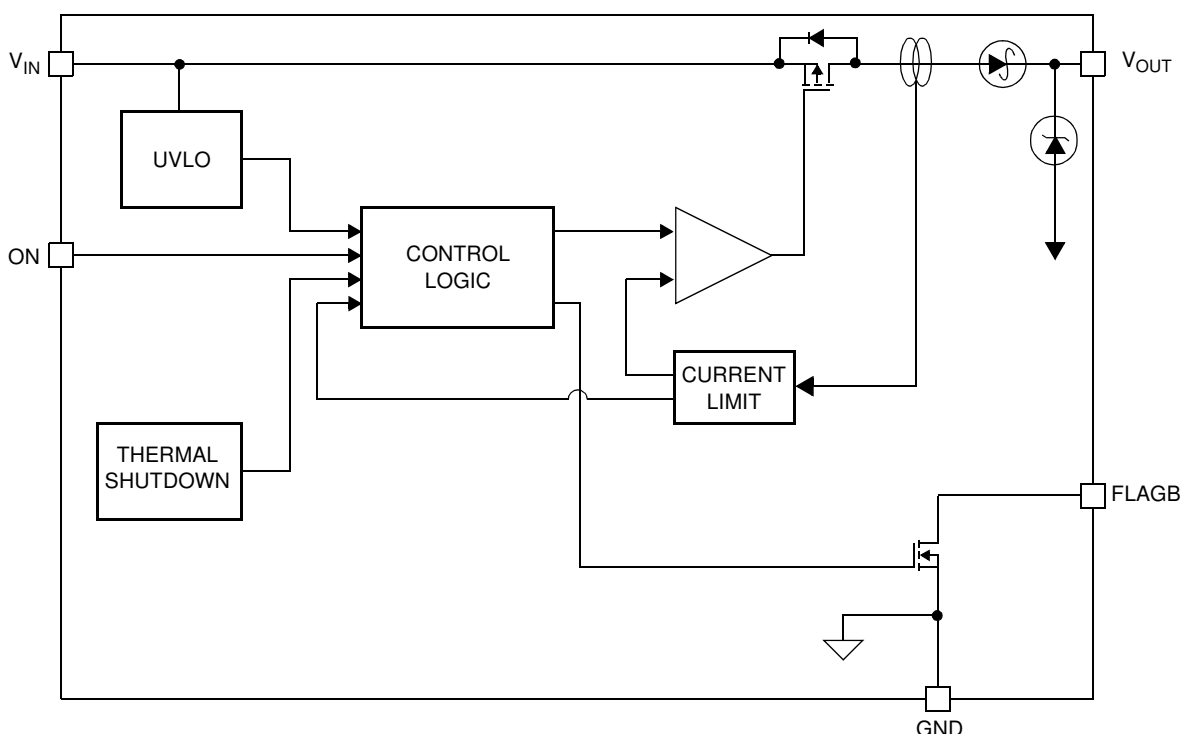 VIN
VOUT
UVLO
ON
CONTROL
LOGIC
CURRENT
LIMIT
THERMAL
SHUTDOWN
FLAGB
GND